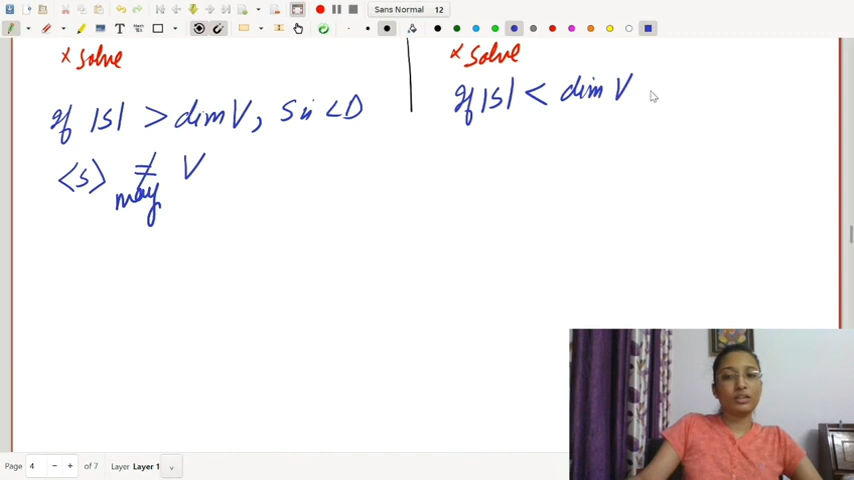 Sans Normal 12
x Solve
If |S| > dim V, S is LD
<S> ≠ V
may
x Solve
If |S| < dim V
Page 4 - + of 7 Layer Layer 1